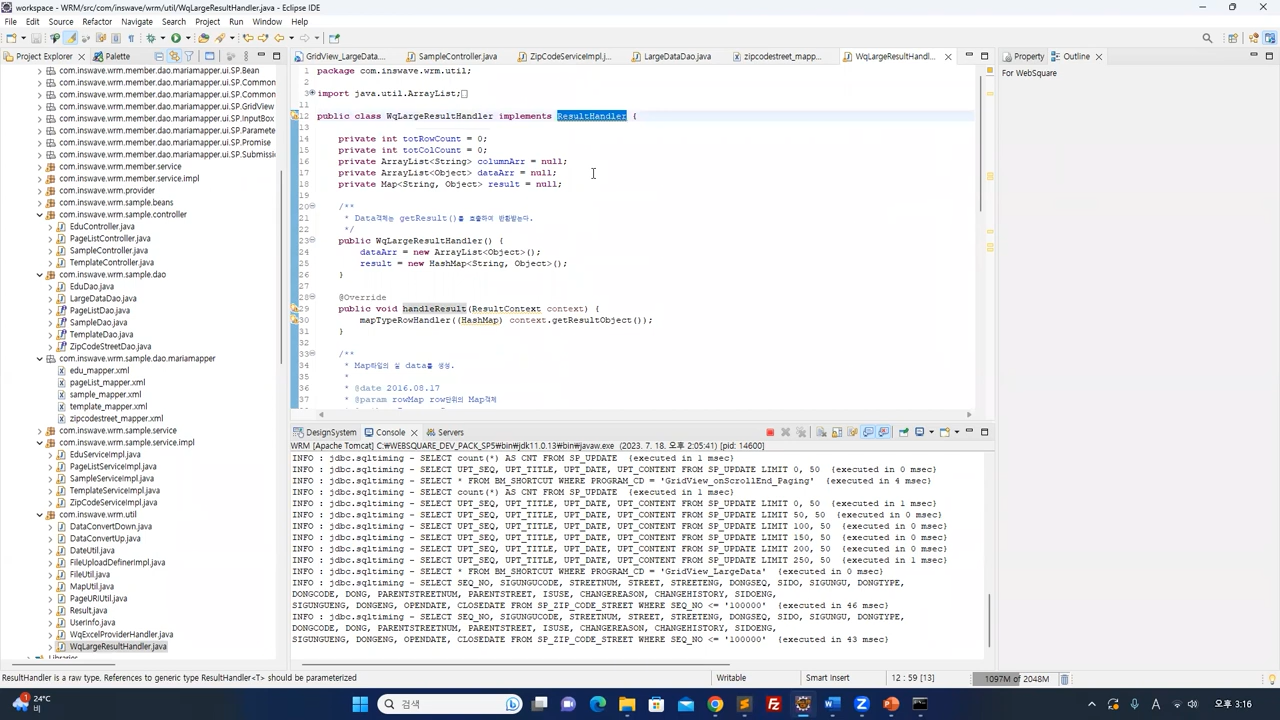 workspace - WRM/src/com/inswave/wrm/util/WqLargeResultHandler.java - Eclipse IDE
File Edit Source Refactor Navigate Search Project Run Window Help
Project Explorer Palette
com.inswave.wrm.member.dao.mariamapper.ui.SP.Bean
com.inswave.wrm.member.dao.mariamapper.ui.SP.Common
com.inswave.wrm.member.dao.mariamapper.ui.SP.Common
com.inswave.wrm.member.dao.mariamapper.ui.SP.GridView
com.inswave.wrm.member.dao.mariamapper.ui.SP.InputBox
com.inswave.wrm.member.dao.mariamapper.ui.SP.Paramete
com.inswave.wrm.member.dao.mariamapper.ui.SP.Promise
com.inswave.wrm.member.dao.mariamapper.ui.SP.Submissi
com.inswave.wrm.member.service
com.inswave.wrm.member.service.impl
com.inswave.wrm.provider
com.inswave.wrm.sample.beans
com.inswave.wrm.sample.controller
EduController.java
PageListController.java
SampleController.java
TemplateController.java
com.inswave.wrm.sample.dao
EduDao.java
LargeDataDao.java
PageListDao.java
SampleDao.java
TemplateDao.java
ZipCodeStreetDao.java
com.inswave.wrm.sample.dao.mariamapper
edu_mapper.xml
pageList_mapper.xml
sample_mapper.xml
template_mapper.xml
zipcodestreet_mapper.xml
com.inswave.wrm.sample.service
com.inswave.wrm.sample.service.impl
EduServiceImpl.java
PageListServiceImpl.java
SampleServiceImpl.java
TemplateServiceImpl.java
ZipCodeServiceImpl.java
com.inswave.wrm.util
DataConvertDown.java
DataConvertUp.java
DateUtil.java
FileUploadDefinerImpl.java
FileUtil.java
MapUtil.java
PageURIUtil.java
Result.java
UserInfo.java
WqExcelProviderHandler.java
WqLargeResultHandler.java
Libraries
GridView_LargeData.... SampleController.java ZipCodeServiceImpl.j... LargeDataDao.java zipcodestreet_mapp... WqLargeResultHandl...
1 package com.inswave.wrm.util;
2
3 import java.util.ArrayList;
11
12 public class WqLargeResultHandler implements ResultHandler {
13
14 private int totRowCount = 0;
15 private int totColCount = 0;
16 private ArrayList<String> columnArr = null;
17 private ArrayList<Object> dataArr = null;
18 private Map<String, Object> result = null;
19
20 /**
21 * Data객체는 getResult()를 호출하여 반환받는다.
22 */
23 public WqLargeResultHandler() {
24 dataArr = new ArrayList<Object>();
25 result = new HashMap<String, Object>();
26 }
27
28 @Override
29 public void handleResult(ResultContext context) {
30 mapTypeRowHandler((HashMap) context.getResultObject());
31 }
32
33 /**
34 * Map타입의 실 data를 생성.
35 *
36 * @date 2016.08.17
37 * @param rowMap row단위의 Map객체
Property Outline
For WebSquare
DesignSystem Console Servers
WRM [Apache Tomcat] C:\WEBSQUARE_DEV_PACK_SP5\bin\jdk11.0.13\bin\javaw.exe (2023. 7. 18. 오후 2:05:41) [pid: 14600]
INFO : jdbc.sqltiming - SELECT count(*) AS CNT FROM SP_UPDATE {executed in 1 msec}
INFO : jdbc.sqltiming - SELECT UPT_SEQ, UPT_TITLE, UPT_DATE, UPT_CONTENT FROM SP_UPDATE LIMIT 0, 50 {executed in 0 msec}
INFO : jdbc.sqltiming - SELECT * FROM BM_SHORTCUT WHERE PROGRAM_CD = 'GridView_onScrollEnd_Paging' {executed in 4 msec}
INFO : jdbc.sqltiming - SELECT count(*) AS CNT FROM SP_UPDATE {executed in 1 msec}
INFO : jdbc.sqltiming - SELECT UPT_SEQ, UPT_TITLE, UPT_DATE, UPT_CONTENT FROM SP_UPDATE LIMIT 0, 50 {executed in 1 msec}
INFO : jdbc.sqltiming - SELECT UPT_SEQ, UPT_TITLE, UPT_DATE, UPT_CONTENT FROM SP_UPDATE LIMIT 50, 50 {executed in 0 msec}
INFO : jdbc.sqltiming - SELECT UPT_SEQ, UPT_TITLE, UPT_DATE, UPT_CONTENT FROM SP_UPDATE LIMIT 100, 50 {executed in 0 msec}
INFO : jdbc.sqltiming - SELECT UPT_SEQ, UPT_TITLE, UPT_DATE, UPT_CONTENT FROM SP_UPDATE LIMIT 150, 50 {executed in 0 msec}
INFO : jdbc.sqltiming - SELECT UPT_SEQ, UPT_TITLE, UPT_DATE, UPT_CONTENT FROM SP_UPDATE LIMIT 200, 50 {executed in 0 msec}
INFO : jdbc.sqltiming - SELECT UPT_SEQ, UPT_TITLE, UPT_DATE, UPT_CONTENT FROM SP_UPDATE LIMIT 250, 50 {executed in 1 msec}
INFO : jdbc.sqltiming - SELECT * FROM BM_SHORTCUT WHERE PROGRAM_CD = 'GridView_LargeData' {executed in 0 msec}
INFO : jdbc.sqltiming - SELECT SEQ_NO, SIGUNGUCODE, STREETNUM, STREET, STREETENG, DONGSEQ, SIDO, SIGUNGU, DONGTYPE,
DONGCODE, DONG, PARENTSTREETNUM, PARENTSTREET, ISUSE, CHANGEREASON, CHANGEHISTORY, SIDOENG,
SIGUNGUENG, DONGENG, OPENDATE, CLOSEDATE FROM SP_ZIP_CODE_STREET WHERE SEQ_NO <= '100000' {executed in 46 msec}
INFO : jdbc.sqltiming - SELECT SEQ_NO, SIGUNGUCODE, STREETNUM, STREET, STREETENG, DONGSEQ, SIDO, SIGUNGU, DONGTYPE,
DONGCODE, DONG, PARENTSTREETNUM, PARENTSTREET, ISUSE, CHANGEREASON, CHANGEHISTORY, SIDOENG,
SIGUNGUENG, DONGENG, OPENDATE, CLOSEDATE FROM SP_ZIP_CODE_STREET WHERE SEQ_NO <= '100000' {executed in 43 msec}
ResultHandler is a raw type. References to generic type ResultHandler<T> should be parameterized Writable Smart Insert 12 : 59 [13] 1097M of 2048M
24°C
비
검색
A 오후 3:16